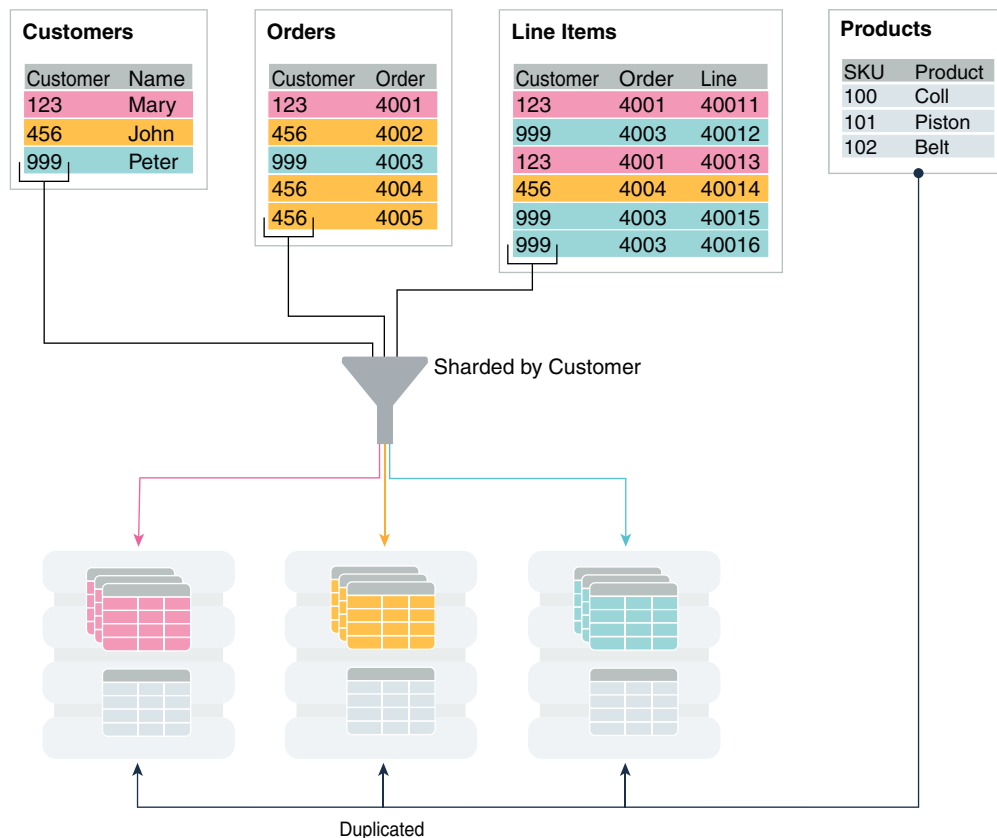 Customers
Customer Name
123 Mary
456 John
999 Peter
Orders
Customer Order
123 4001
456 4002
999 4003
456 4004
456 4005
Line Items
Customer Order Line
123 4001 40011
999 4003 40012
123 4001 40013
456 4004 40014
999 4003 40015
999 4003 40016
Products
SKU Product
100 Coll
101 Piston
102 Belt
Sharded by Customer
Duplicated